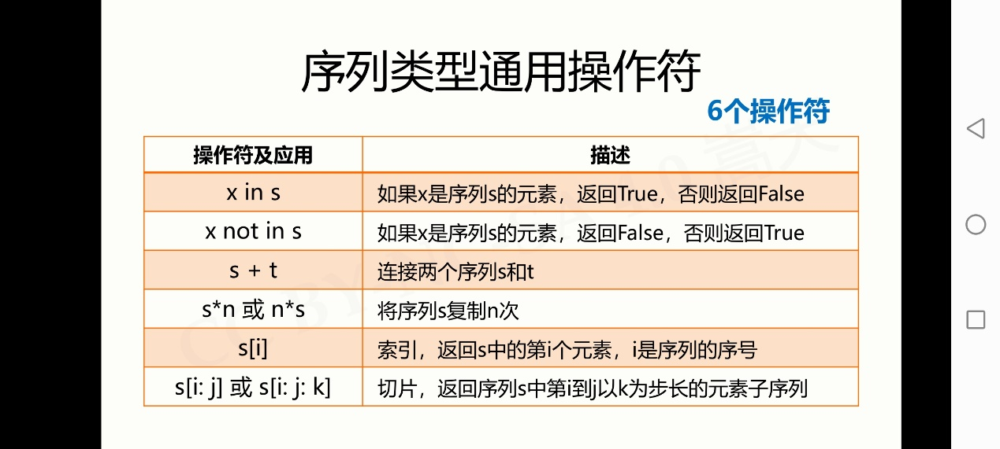 序列类型通用操作符
6个操作符
操作符及应用 描述
x in s 如果x是序列s的元素，返回True，否则返回False
x not in s 如果x是序列s的元素，返回False，否则返回True
s + t 连接两个序列s和t
s*n 或 n*s 将序列s复制n次
s[i] 索引，返回s中的第i个元素，i是序列的序号
s[i: j] 或 s[i: j: k] 切片，返回序列s中第i到j以k为步长的元素子序列